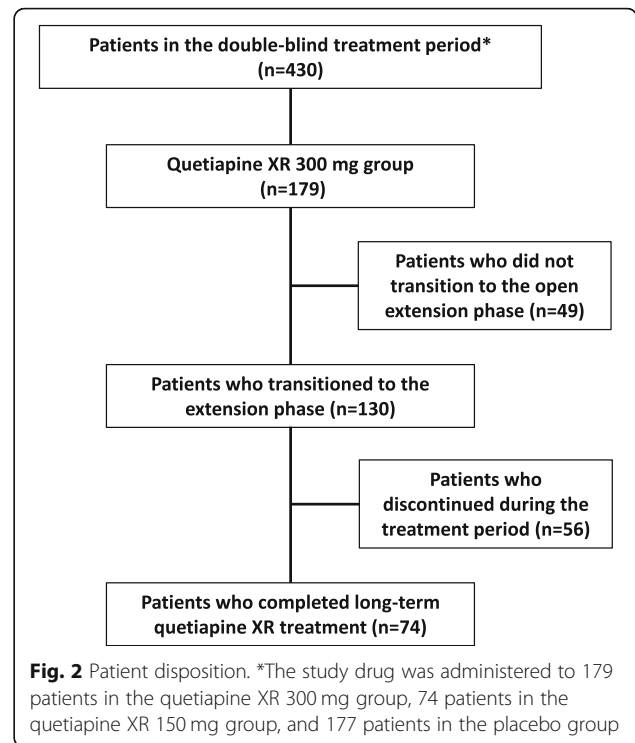 Patients in the double-blind treatment period*
(n=430)
Quetiapine XR 300 mg group
(n=179)
Patients who did not
transition to the open
extension phase (n=49)
Patients who transitioned to the
extension phase (n=130)
Patients who
discontinued during the
treatment period (n=56)
Patients who completed long-term
quetiapine XR treatment (n=74)
Fig. 2 Patient disposition. *The study drug was administered to 179
patients in the quetiapine XR 300 mg group, 74 patients in the
quetiapine XR 150 mg group, and 177 patients in the placebo group